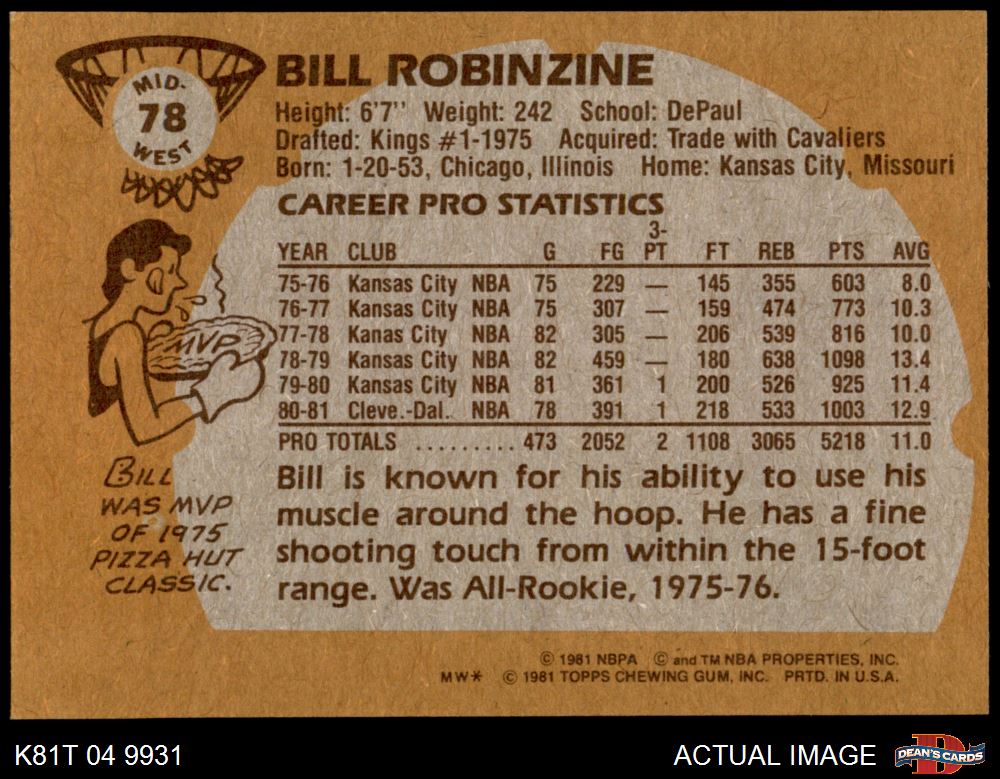 MID-
78
WEST
BILL ROBINZINE
Height: 6'7'' Weight: 242 School: DePaul
Drafted: Kings #1-1975 Acquired: Trade with Cavaliers
Born: 1-20-53, Chicago, Illinois Home: Kansas City, Missouri
CAREER PRO STATISTICS
YEAR CLUB G FG 3-PT FT REB PTS AVG
75-76 Kansas City NBA 75 229 — 145 355 603 8.0
76-77 Kansas City NBA 75 307 — 159 474 773 10.3
77-78 Kanas City NBA 82 305 — 206 539 816 10.0
78-79 Kansas City NBA 82 459 — 180 638 1098 13.4
79-80 Kansas City NBA 81 361 1 200 526 925 11.4
80-81 Cleve.-Dal. NBA 78 391 1 218 533 1003 12.9
PRO TOTALS ......... 473 2052 2 1108 3065 5218 11.0
MVP
BILL
WAS MVP
OF 1975
PIZZA HUT
CLASSIC.
Bill is known for his ability to use his
muscle around the hoop. He has a fine
shooting touch from within the 15-foot
range. Was All-Rookie, 1975-76.
© 1981 NBPA © and TM NBA PROPERTIES, INC.
MW* © 1981 TOPPS CHEWING GUM, INC. PRTD. IN U.S.A.
K81T 04 9931 ACTUAL IMAGE DEAN'S CARDS